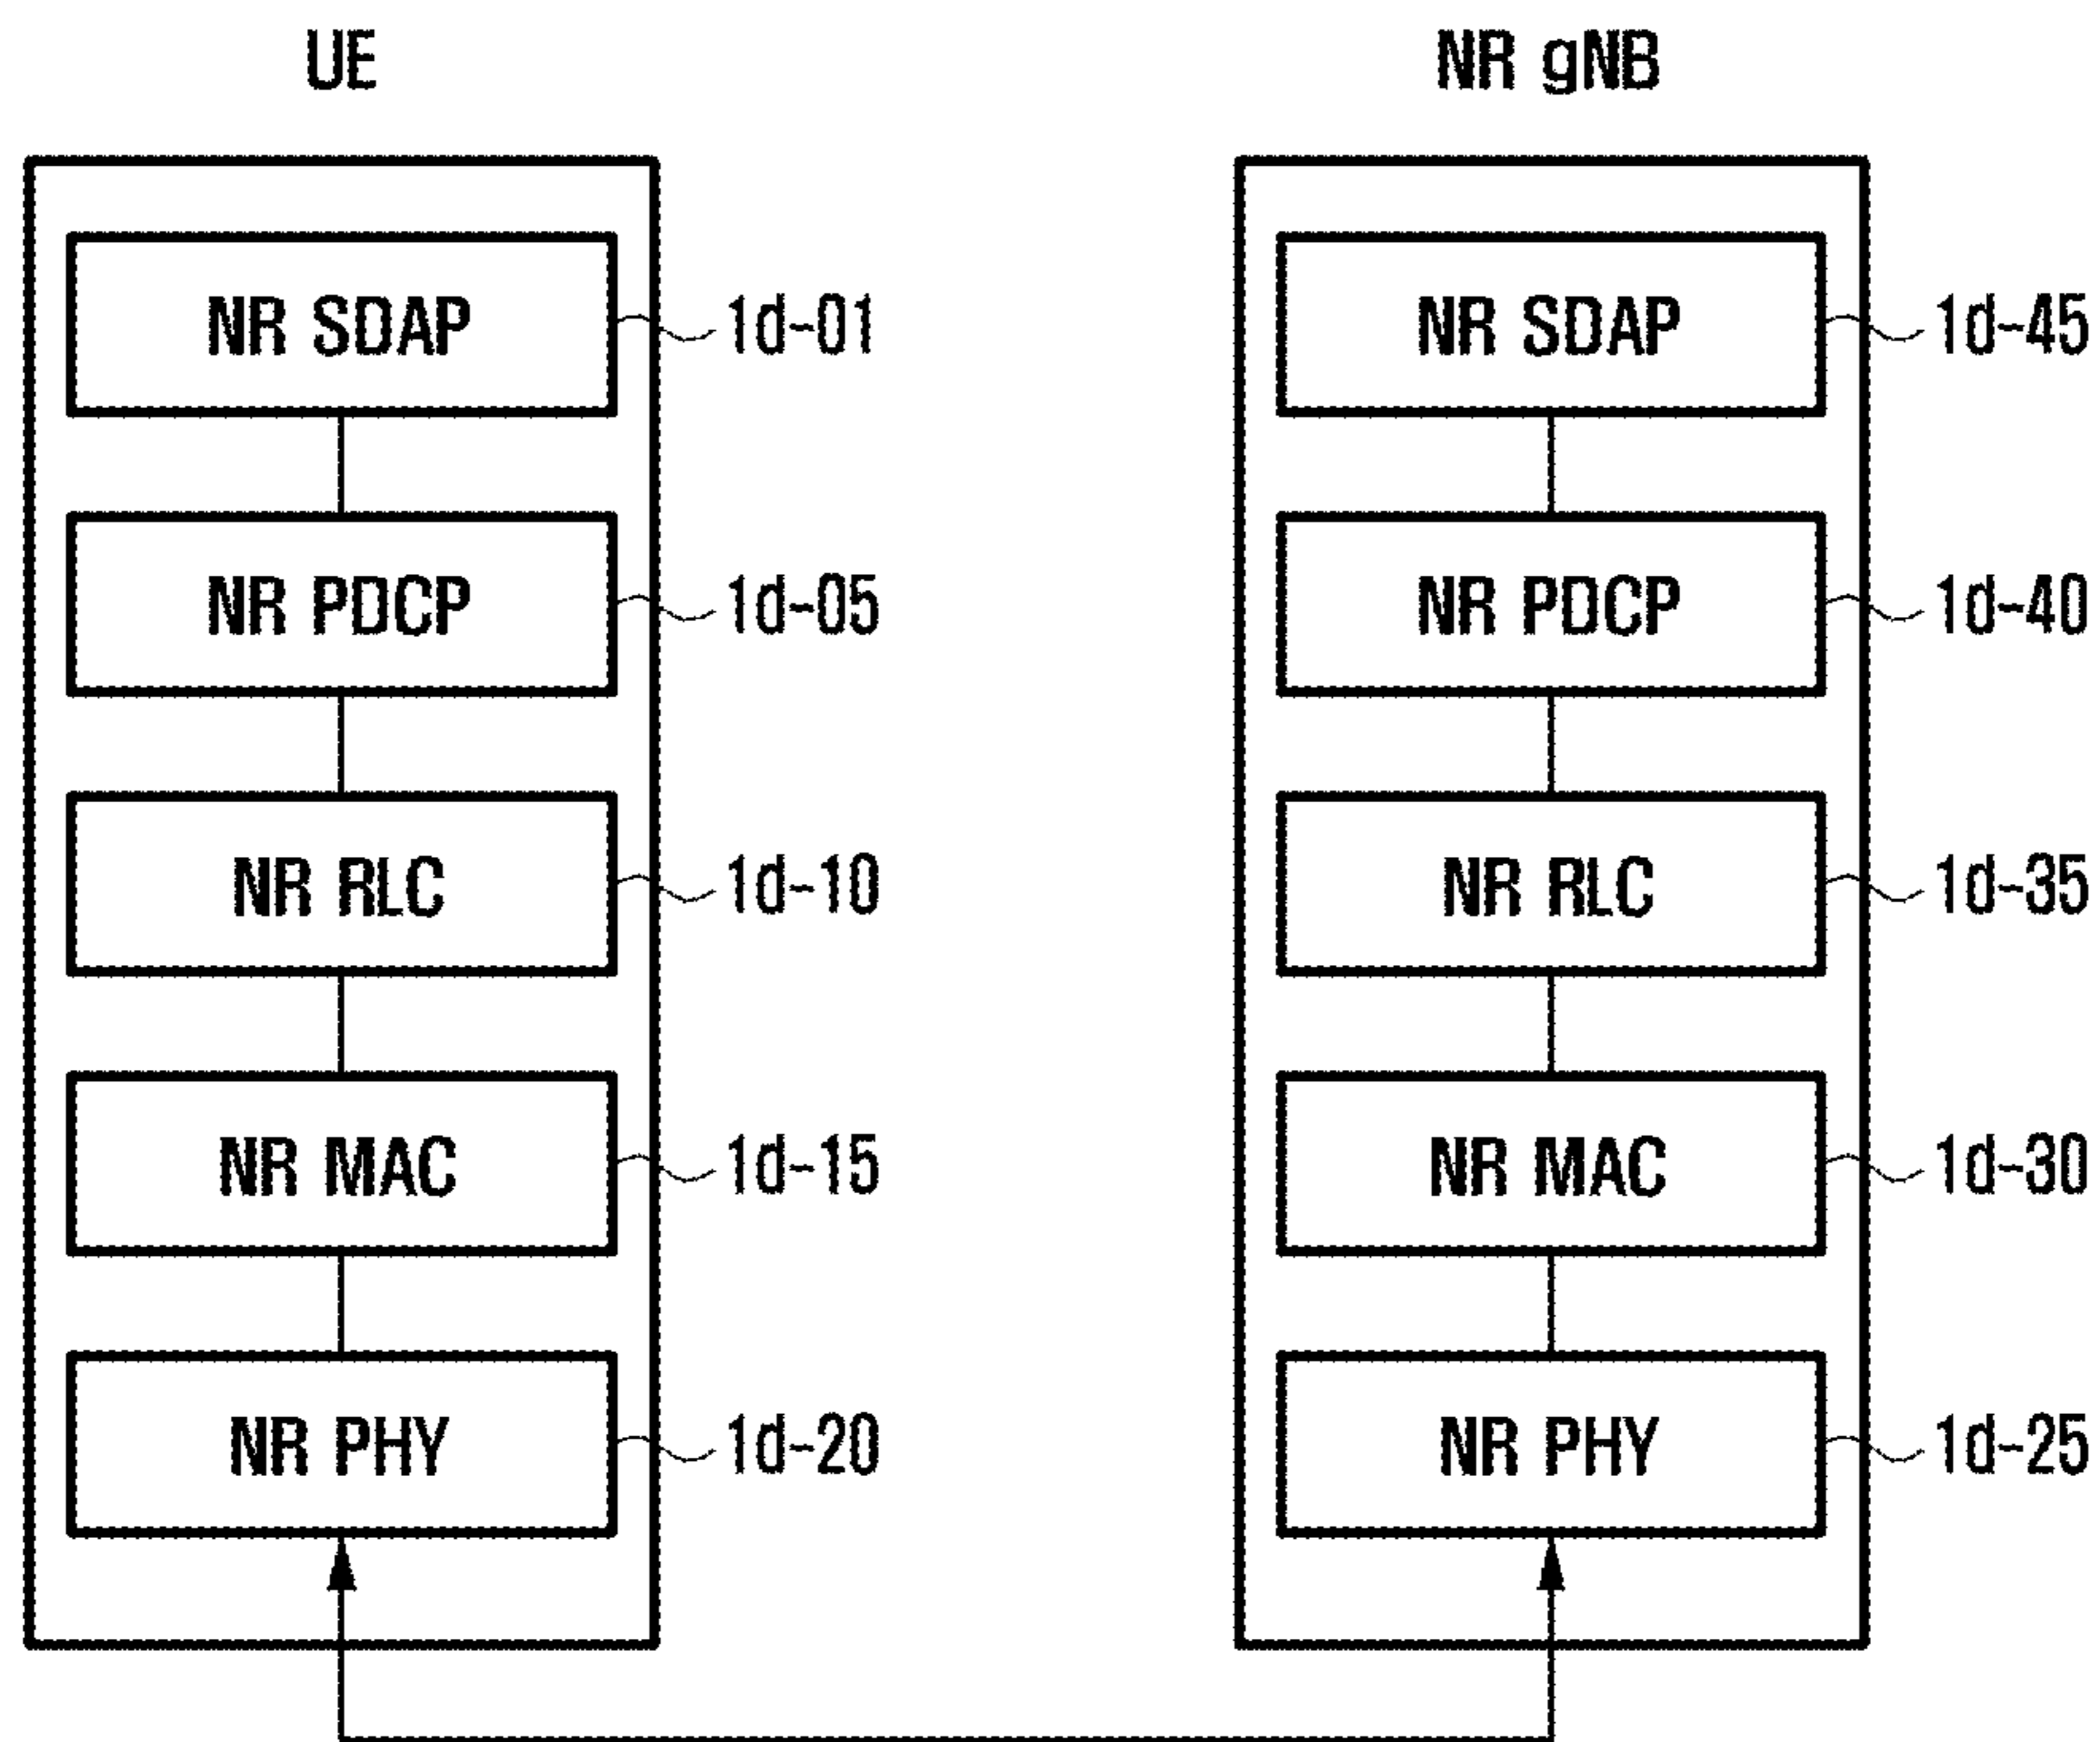 UE NR gNB
NR SDAP 1d-01 NR SDAP 1d-45
NR PDCP 1d-05 NR PDCP 1d-40
NR RLC 1d-10 NR RLC 1d-35
NR MAC 1d-15 NR MAC 1d-30
NR PHY 1d-20 NR PHY 1d-25